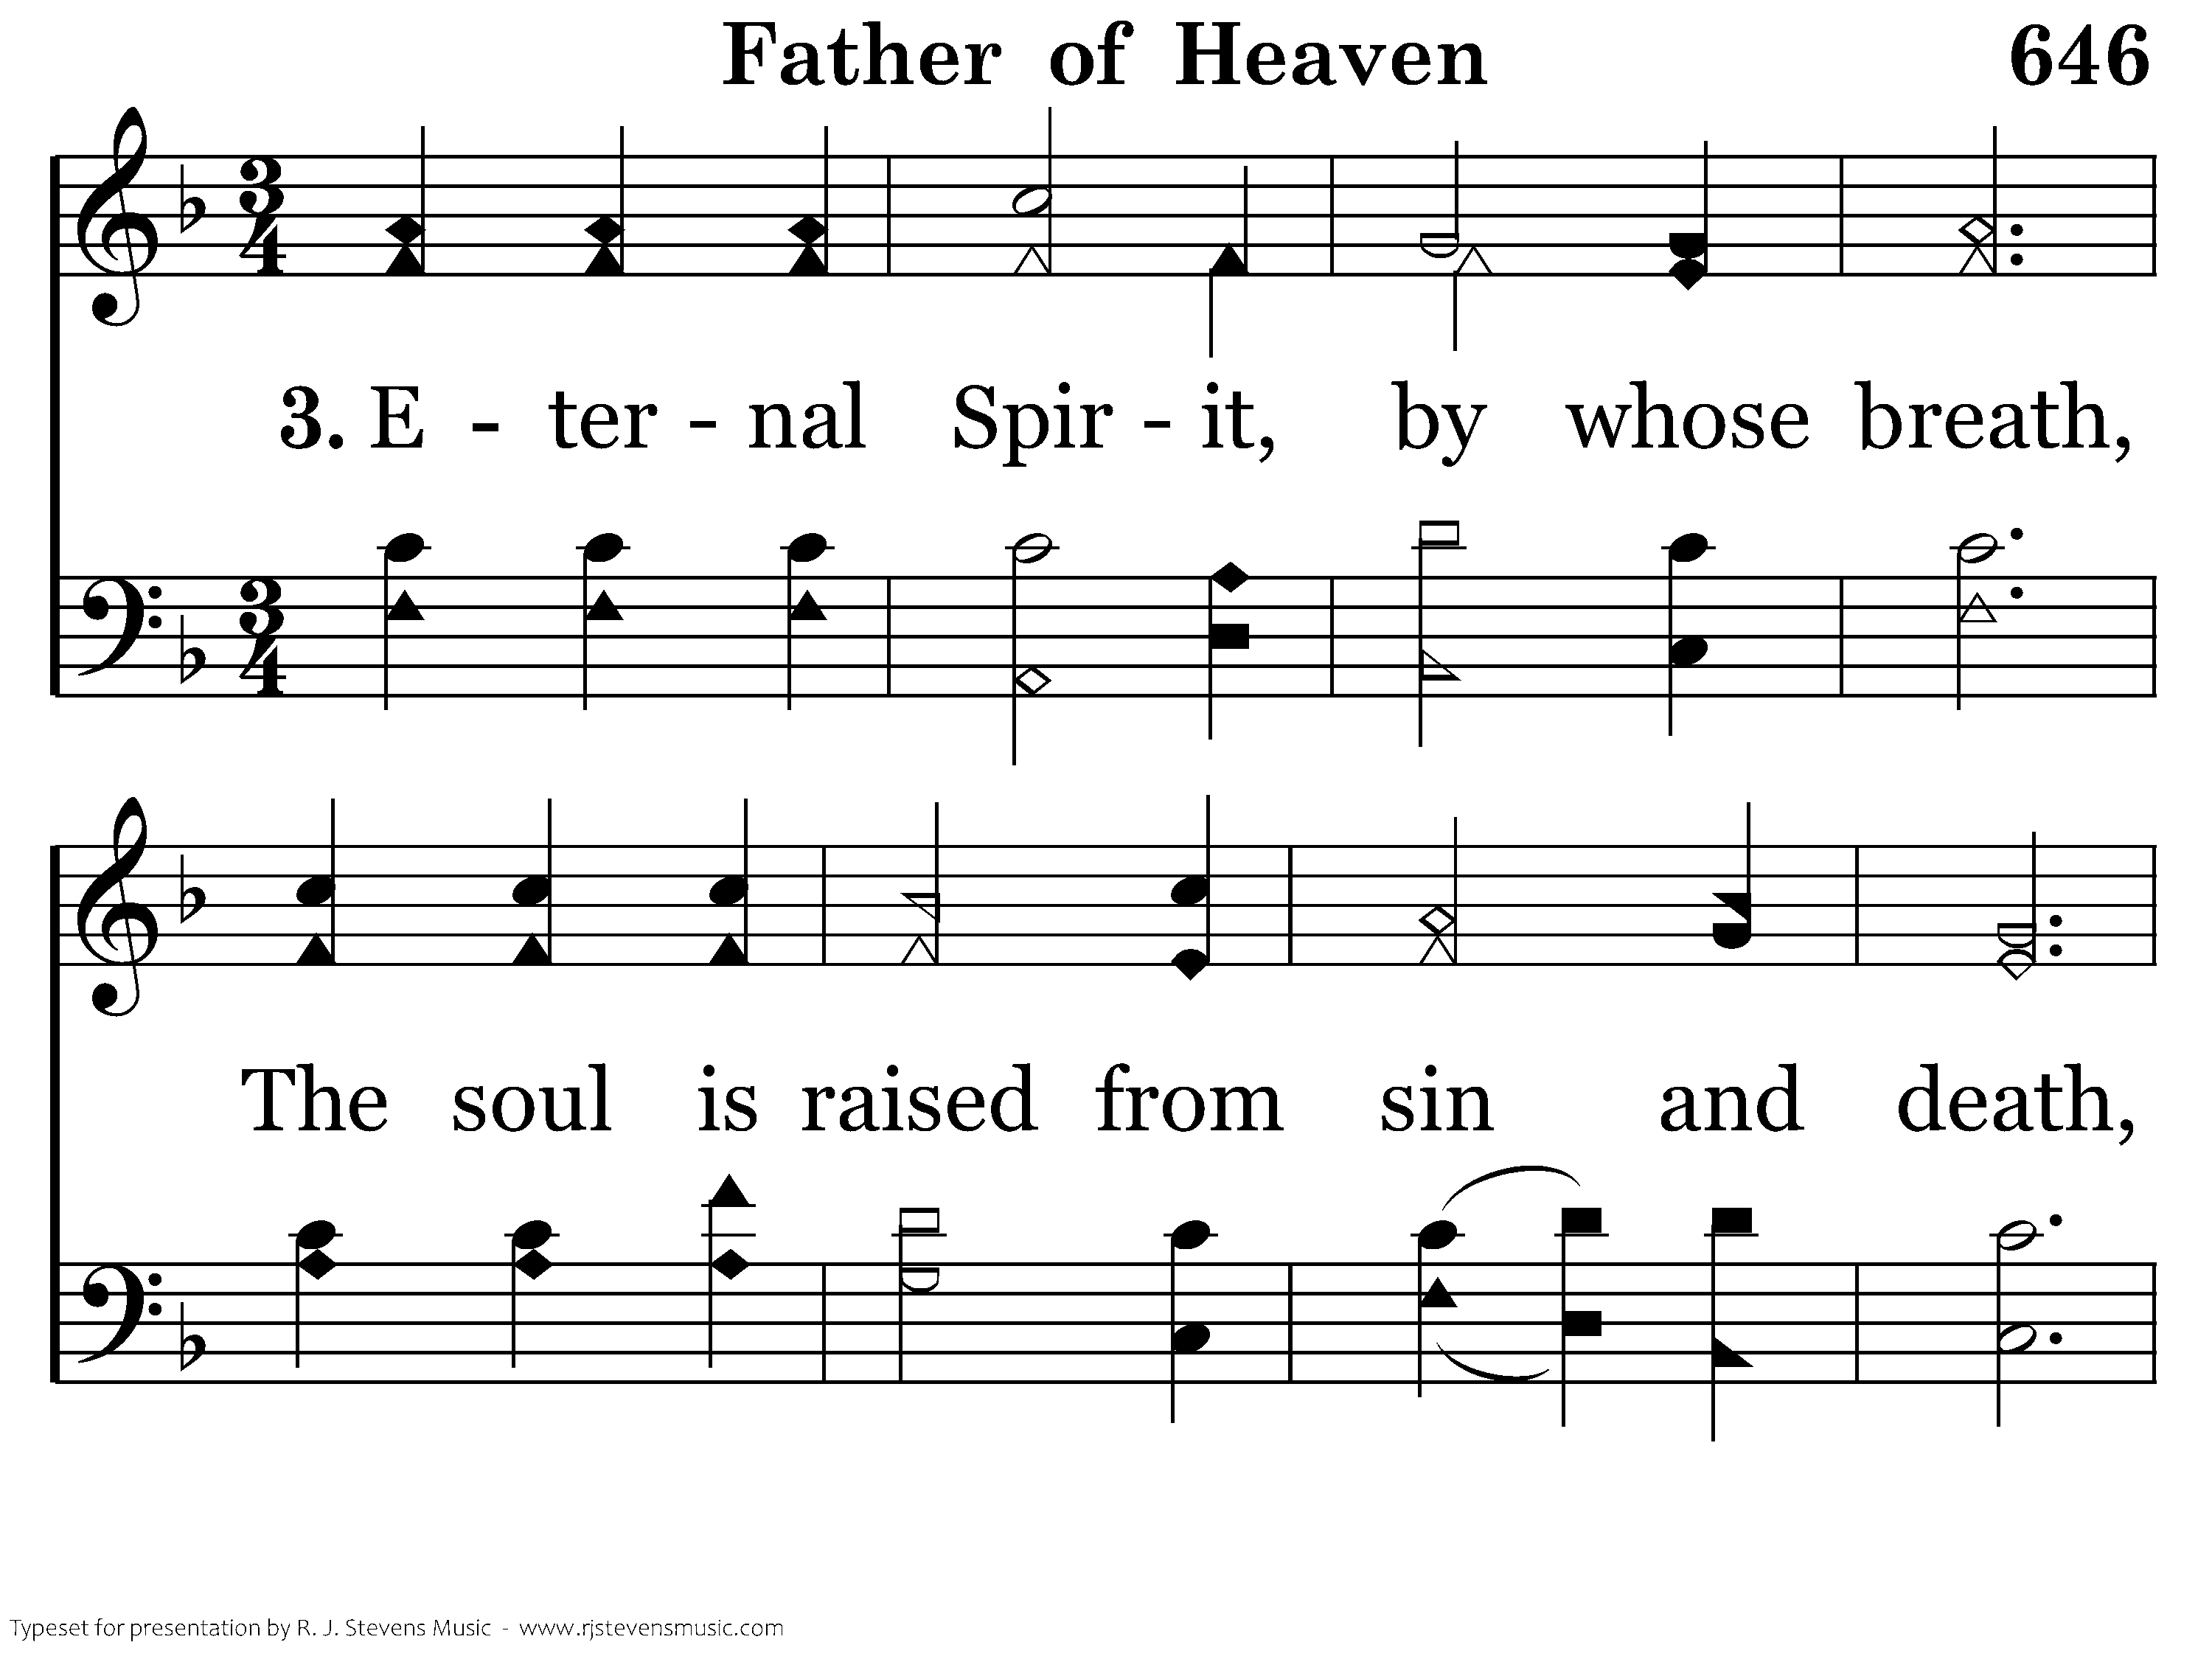 Father of Heaven 646
3. E - ter - nal Spir - it, by whose breath,
The soul is raised from sin and death,
Typeset for presentation by R. J. Stevens Music - www.rjstevensmusic.com